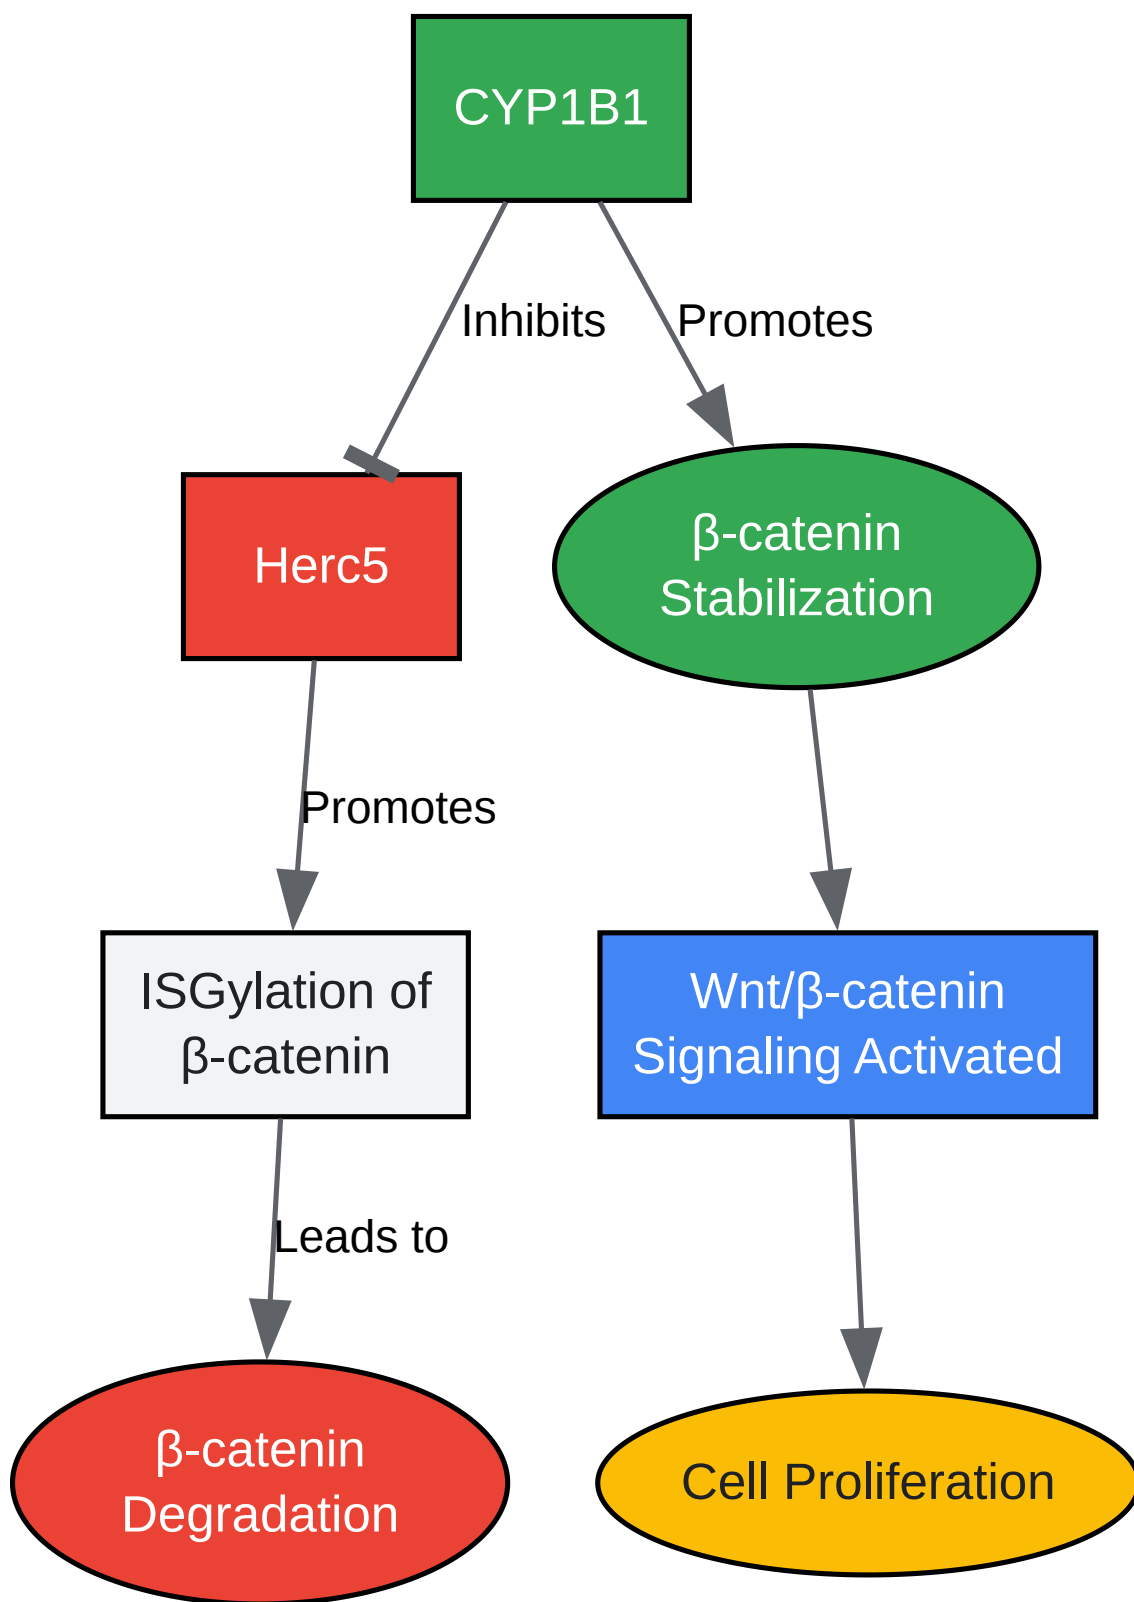 CYP1B1
Inhibits
Promotes
Herc5
β-catenin
Stabilization
Promotes
ISGylation of
β-catenin
Wnt/β-catenin
Signaling Activated
Leads to
β-catenin
Degradation
Cell Proliferation